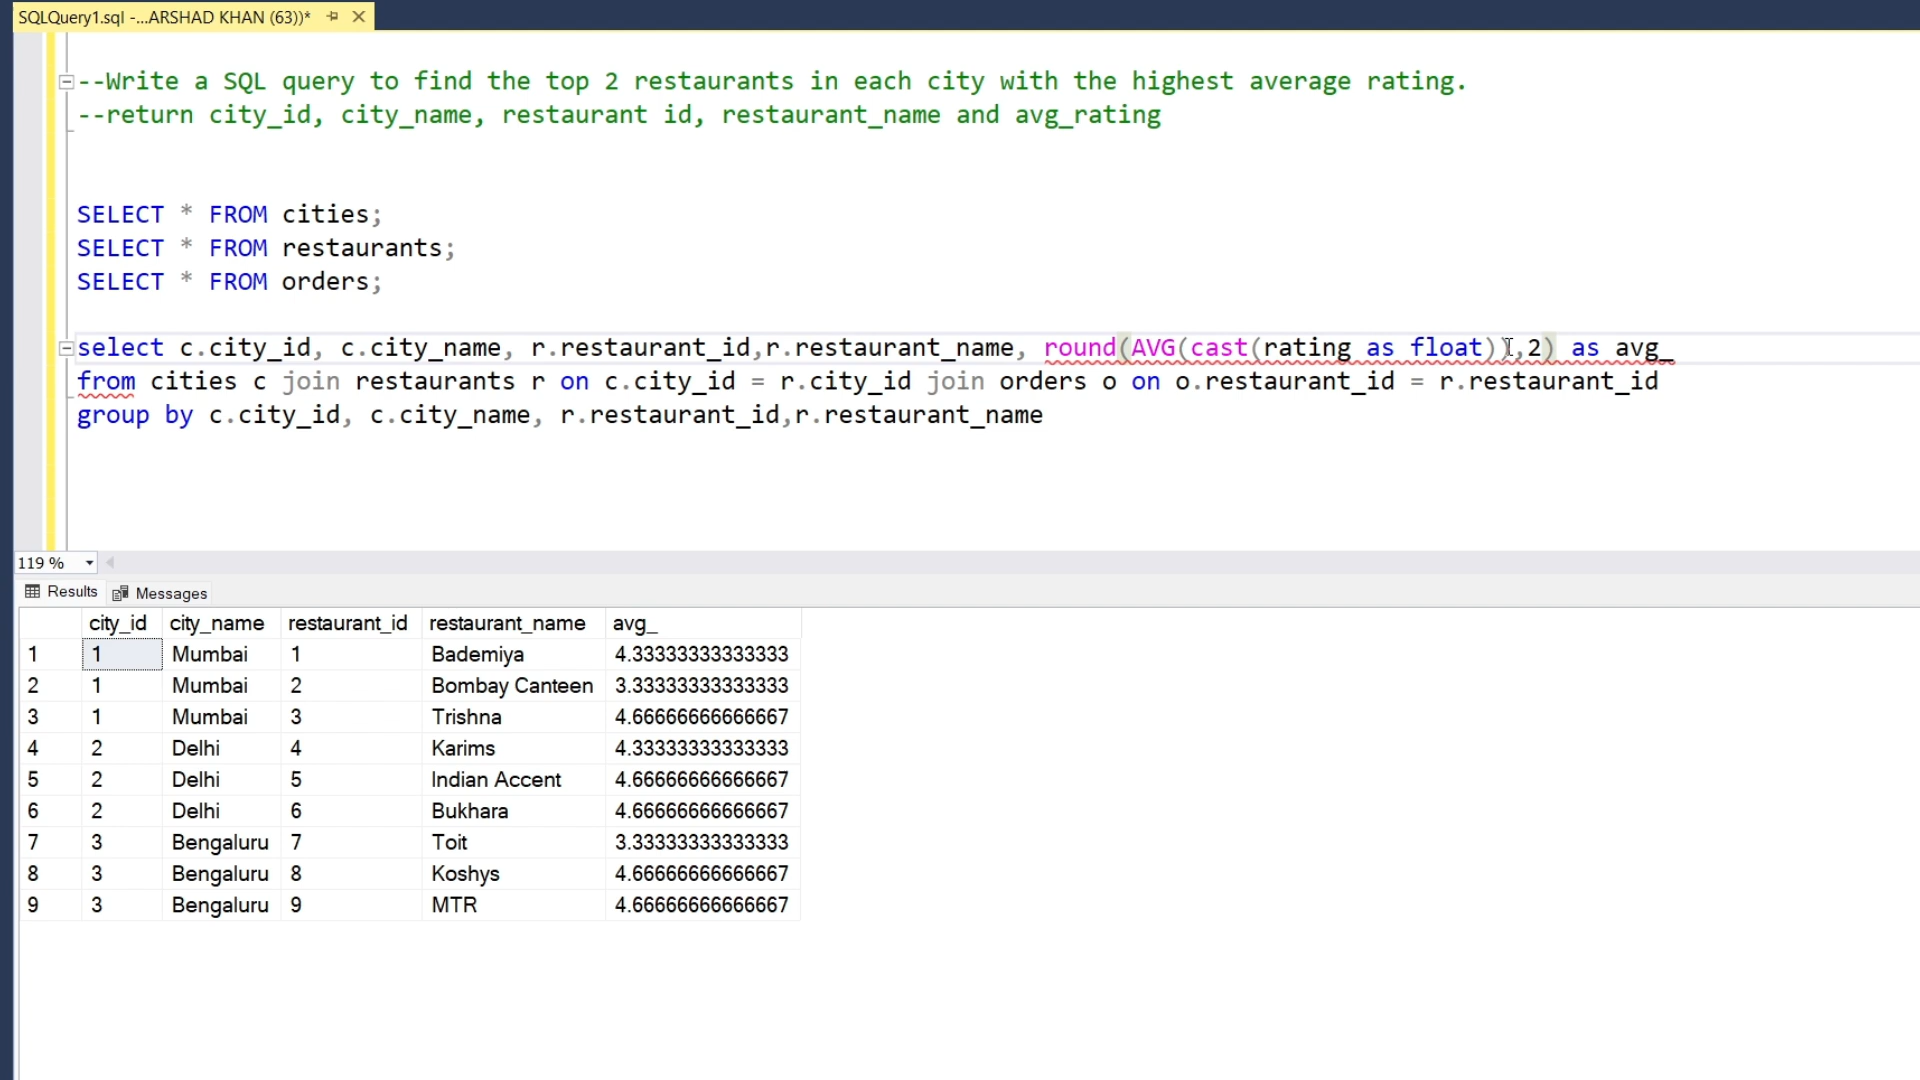 SQLQuery1.sql -...ARSHAD KHAN (63))*
--Write a SQL query to find the top 2 restaurants in each city with the highest average rating.
--return city_id, city_name, restaurant id, restaurant_name and avg_rating
SELECT * FROM cities;
SELECT * FROM restaurants;
SELECT * FROM orders;
select c.city_id, c.city_name, r.restaurant_id,r.restaurant_name, round(AVG(cast(rating as float)),2) as avg_
from cities c join restaurants r on c.city_id = r.city_id join orders o on o.restaurant_id = r.restaurant_id
group by c.city_id, c.city_name, r.restaurant_id,r.restaurant_name
119 %
Results Messages
city_id city_name restaurant_id restaurant_name avg_
1 1 Mumbai 1 Bademiya 4.33333333333333
2 1 Mumbai 2 Bombay Canteen 3.33333333333333
3 1 Mumbai 3 Trishna 4.66666666666667
4 2 Delhi 4 Karims 4.33333333333333
5 2 Delhi 5 Indian Accent 4.66666666666667
6 2 Delhi 6 Bukhara 4.66666666666667
7 3 Bengaluru 7 Toit 3.33333333333333
8 3 Bengaluru 8 Koshys 4.66666666666667
9 3 Bengaluru 9 MTR 4.66666666666667